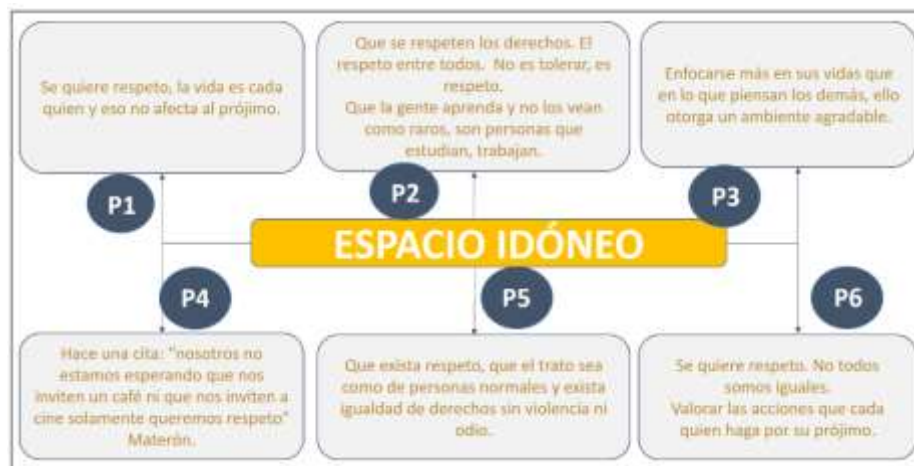 Se quiere respeto, la vida es cada
quien y eso no afecta al prójimo.
Que se respeten los derechos. El
respeto entre todos. No es tolerar, es
respeto.
Que la gente aprenda y no los vean
como raros, son personas que
estudian, trabajan.
Enfocarse más en sus vidas que
en lo que piensan los demás, ello
otorga un ambiente agradable.
P1
P2
P3
ESPACIO IDÓNEO
P4
P5
P6
Hace una cita: "nosotros no
estamos esperando que nos
inviten un café ni que nos inviten a
cine solamente queremos respeto"
Materón.
Que exista respeto, que el trato sea
como de personas normales y exista
igualdad de derechos sin violencia ni
odio.
Se quiere respeto. No todos
somos iguales.
Valorar las acciones que cada
quien haga por su prójimo.